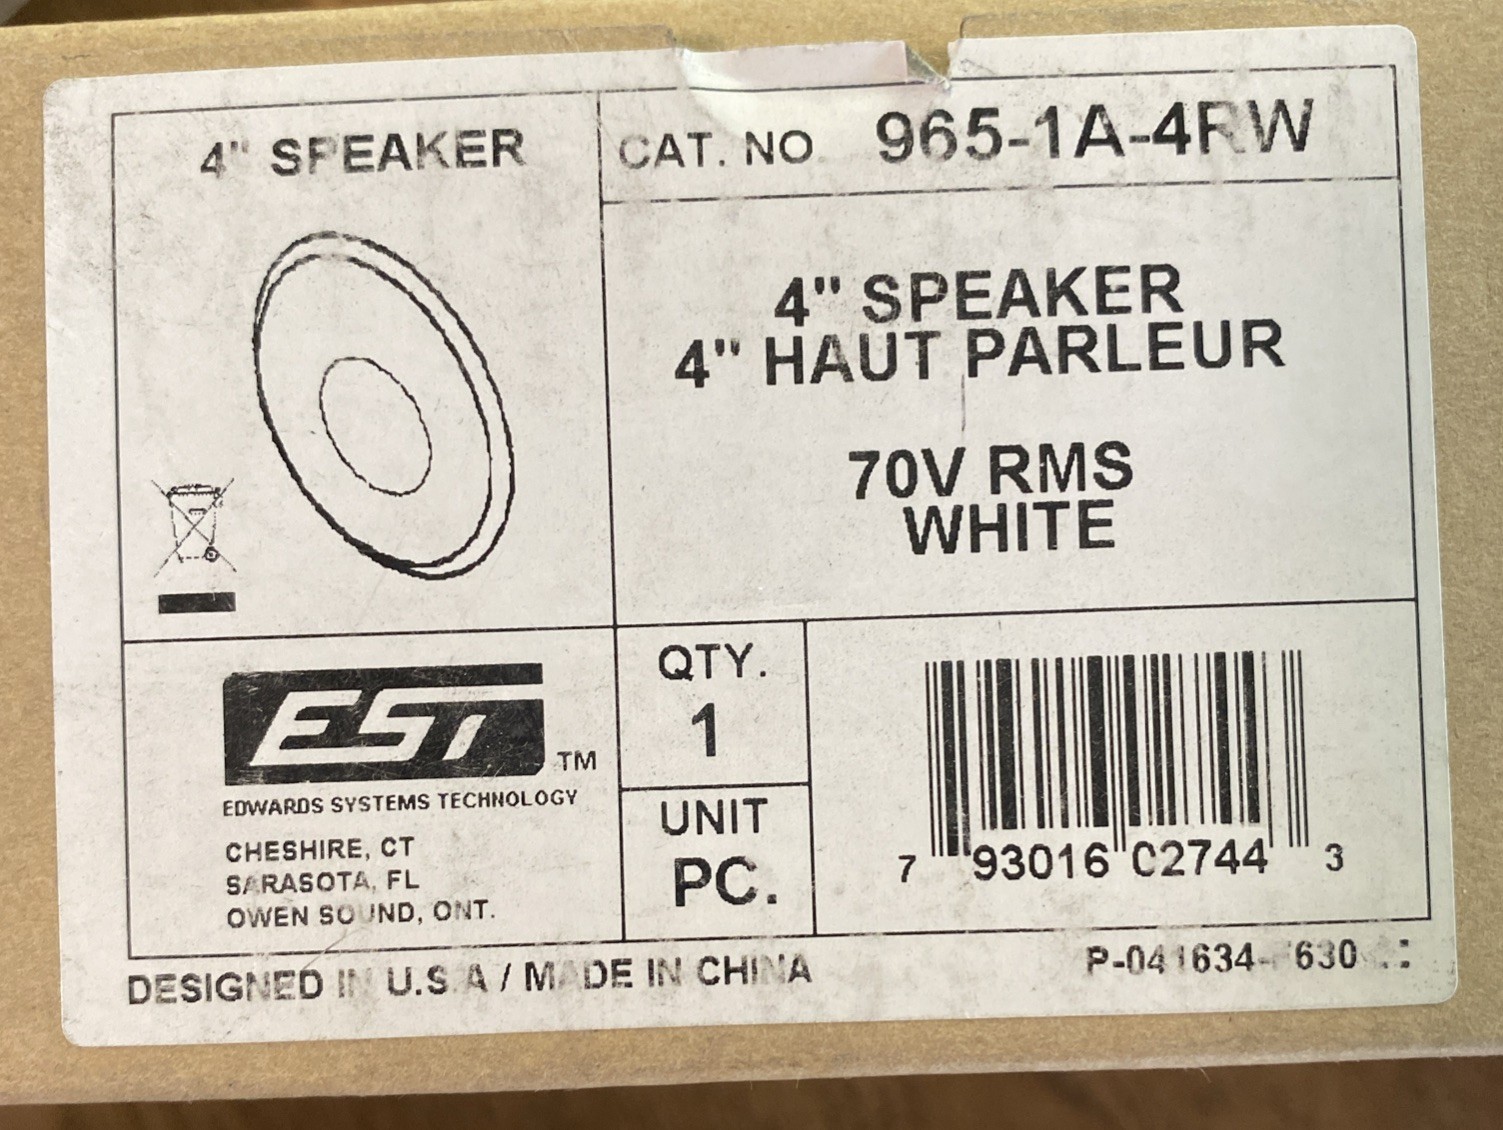 4" SPEAKER
CAT. NO. 965-1A-4RW
4" SPEAKER
4" HAUT PARLEUR
70V RMS
WHITE
EST TM
EDWARDS SYSTEMS TECHNOLOGY
CHESHIRE, CT
SARASOTA, FL
OWEN SOUND, ONT.
QTY.
1
UNIT
PC.
7 93016 02744 3
DESIGNED IN U.S.A / MADE IN CHINA